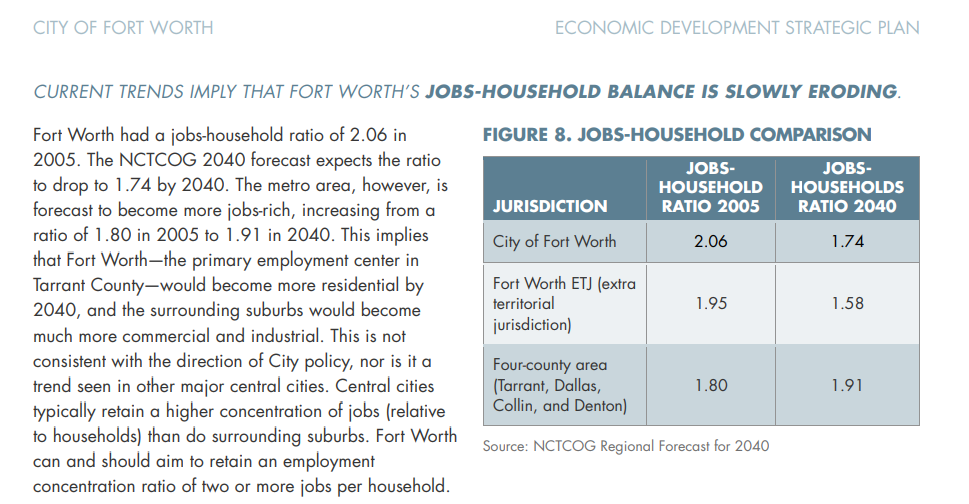 CITY OF FORT WORTH
ECONOMIC DEVELOPMENT STRATEGIC PLAN
CURRENT TRENDS IMPLY THAT FORT WORTH'S JOBS-HOUSEHOLD BALANCE IS SLOWLY ERODING.
Fort Worth had a jobs-household ratio of 2.06 in
2005. The NCTCOG 2040 forecast expects the ratio
to drop to 1.74 by 2040. The metro area, however, is
forecast to become more jobs-rich, increasing from a
ratio of 1.80 in 2005 to 1.91 in 2040. This implies
that Fort Worth—the primary employment center in
Tarrant County—would become more residential by
2040, and the surrounding suburbs would become
much more commercial and industrial. This is not
consistent with the direction of City policy, nor is it a
trend seen in other major central cities. Central cities
typically retain a higher concentration of jobs (relative
to households) than do surrounding suburbs. Fort Worth
can and should aim to retain an employment
concentration ratio of two or more jobs per household.
FIGURE 8. JOBS-HOUSEHOLD COMPARISON
JURISDICTION
JOBS-
HOUSEHOLD
RATIO 2005
JOBS-
HOUSEHOLDS
RATIO 2040
City of Fort Worth
2.06
1.74
Fort Worth ETJ (extra
territorial
jurisdiction)
1.95
1.58
Four-county area
(Tarrant, Dallas,
Collin, and Denton)
1.80
1.91
Source: NCTCOG Regional Forecast for 2040